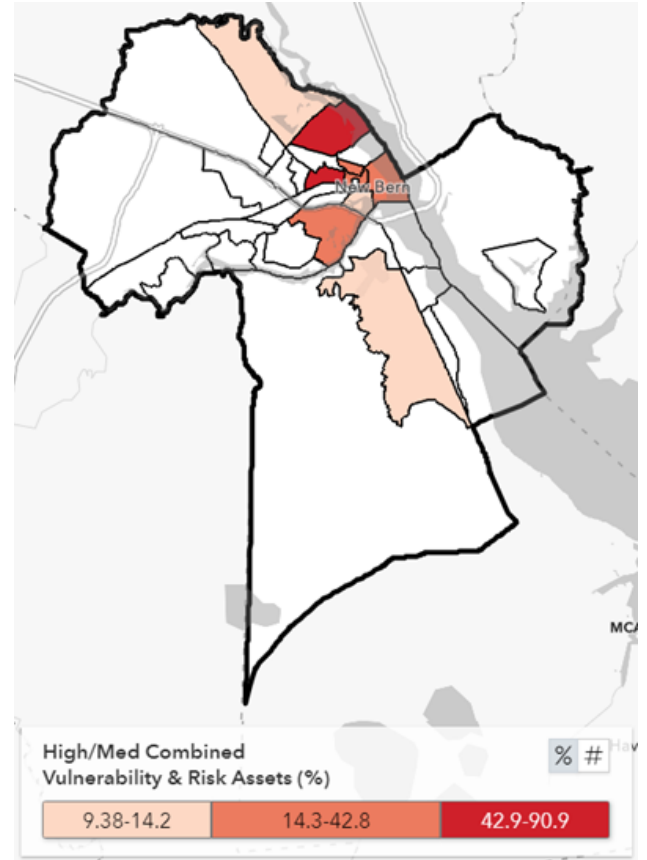 New Bern
MCA
High/Med Combined
Vulnerability & Risk Assets (%)
% #
Hav
9.38-14.2
14.3-42.8
42.9-90.9